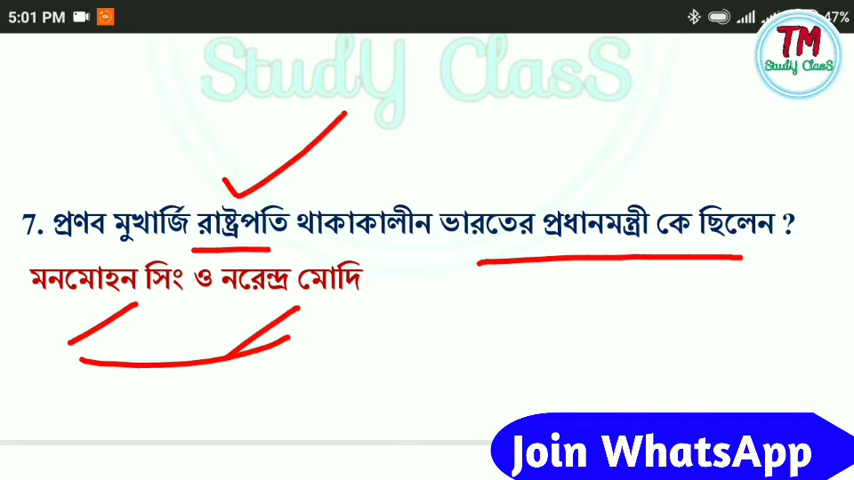 5:01 PM
47%
TM
StudY ClasS
StudY ClasS
7. প্রণব মুখার্জি রাষ্ট্রপতি থাকাকালীন ভারতের প্রধানমন্ত্রী কে ছিলেন ?
মনমোহন সিং ও নরেন্দ্র মোদি
Join WhatsApp